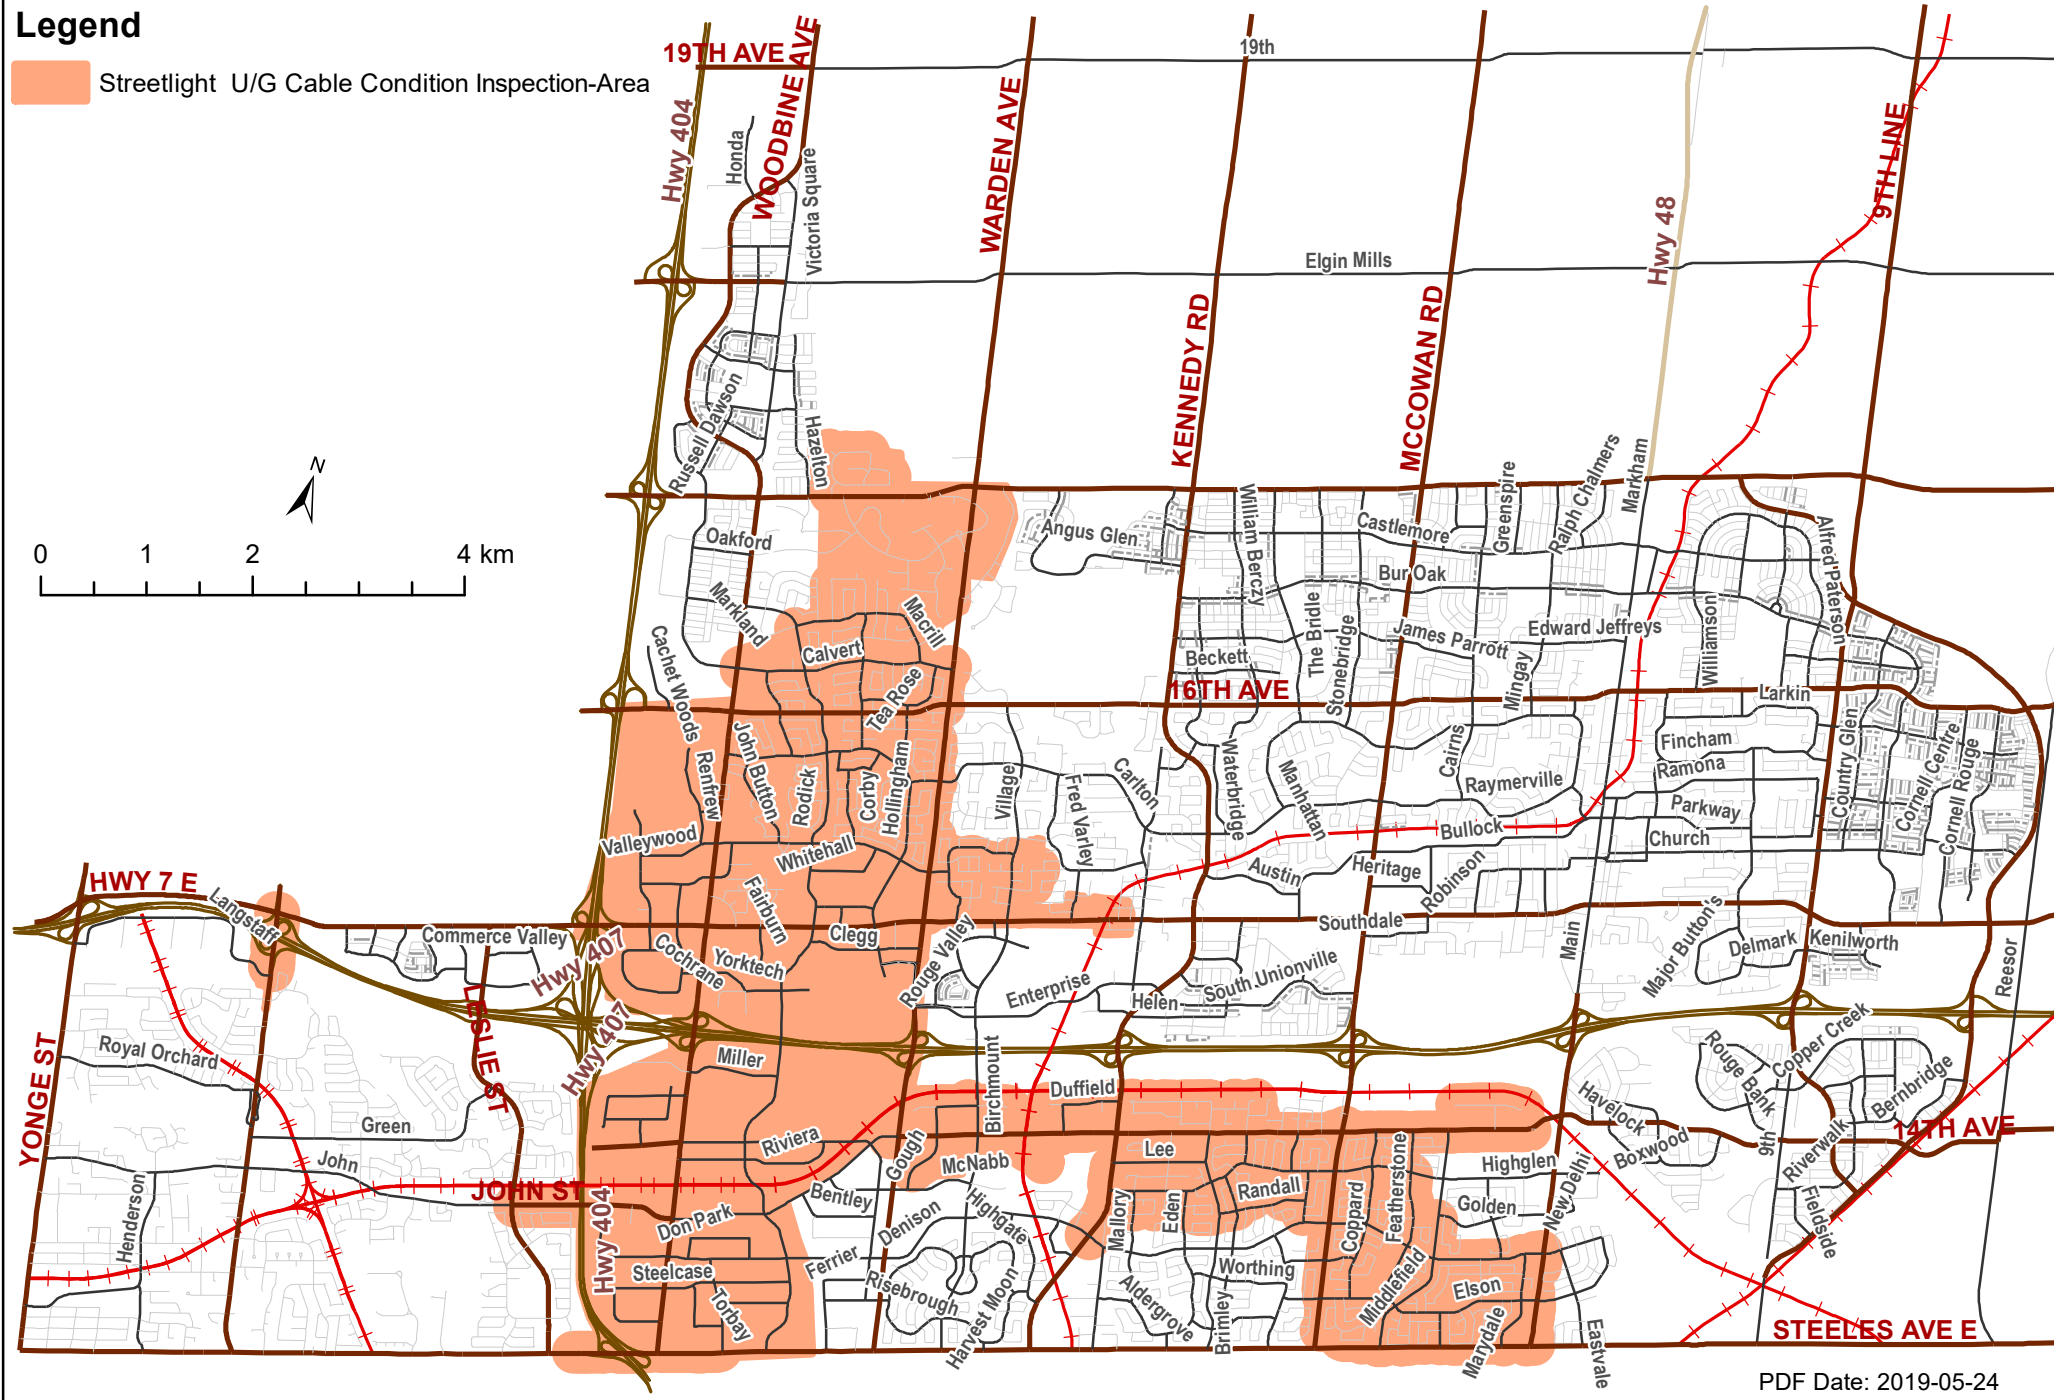 Legend
Streetlight  U/G Cable Condition Inspection-Area
19TH AVE
WOODBINE AVE
19th
Hwy 404
Honda
Victoria Square
WARDEN AVE
KENNEDY RD
MCCOWAN RD
Hwy 48
9TH LINE
Elgin Mills
Russell Dawson
Hazelton
N
0 1 2 4 km
Oakford
Markland
Cachet Woods
Macrill
Calvert
Tea Rose
Angus Glen
William Berczy
Castlemore
Greenspire
Ralph Chalmers
Markham
Alfred Paterson
Bur Oak
The Bridle
Stonebridge
James Parrott
Edward Jeffreys
Mingay
Williamson
Beckett
16TH AVE
Larkin
Renfrew
John Button
Rodick
Corby
Hollingham
Village
Fred Varley
Carlton
Waterbridge
Manhattan
Cairns
Raymerville
Fincham
Ramona
Parkway
Church
Country Glen
Cornell Centre
Cornell Rouge
Valleywood
Whitehall
Fairburn
Bullock
Austin
Heritage
Robinson
Southdale
HWY 7 E
Langstaff
Commerce Valley
Hwy 407
Cochrane
Yorktech
Clegg
Rouge Valley
Enterprise
Helen
South Unionville
Main
Major Button's
Delmark
Kenilworth
Reesor
LESLIE ST
Hwy 407
YONGE ST
Royal Orchard
Green
John
JOHN ST
Henderson
Miller
Riviera
Birchmount
Duffield
Gough
McNabb
Bentley
Denison
Highgate
Don Park
Hwy 404
Steelcase
Torbay
Ferrier
Risebrough
Harvest Moon
Lee
Mallory
Eden
Randall
Coppard
Featherstone
Highglen
Golden
New Delhi
Worthing
Aldergrove
Brimley
Middlefield
Elson
Marydale
Eastvale
Havelock
Boxwood
Rouge Bank
Copper Creek
Bernbridge
9th
Riverwalk
14TH AVE
Fieldside
STEELES AVE E
PDF Date: 2019-05-24